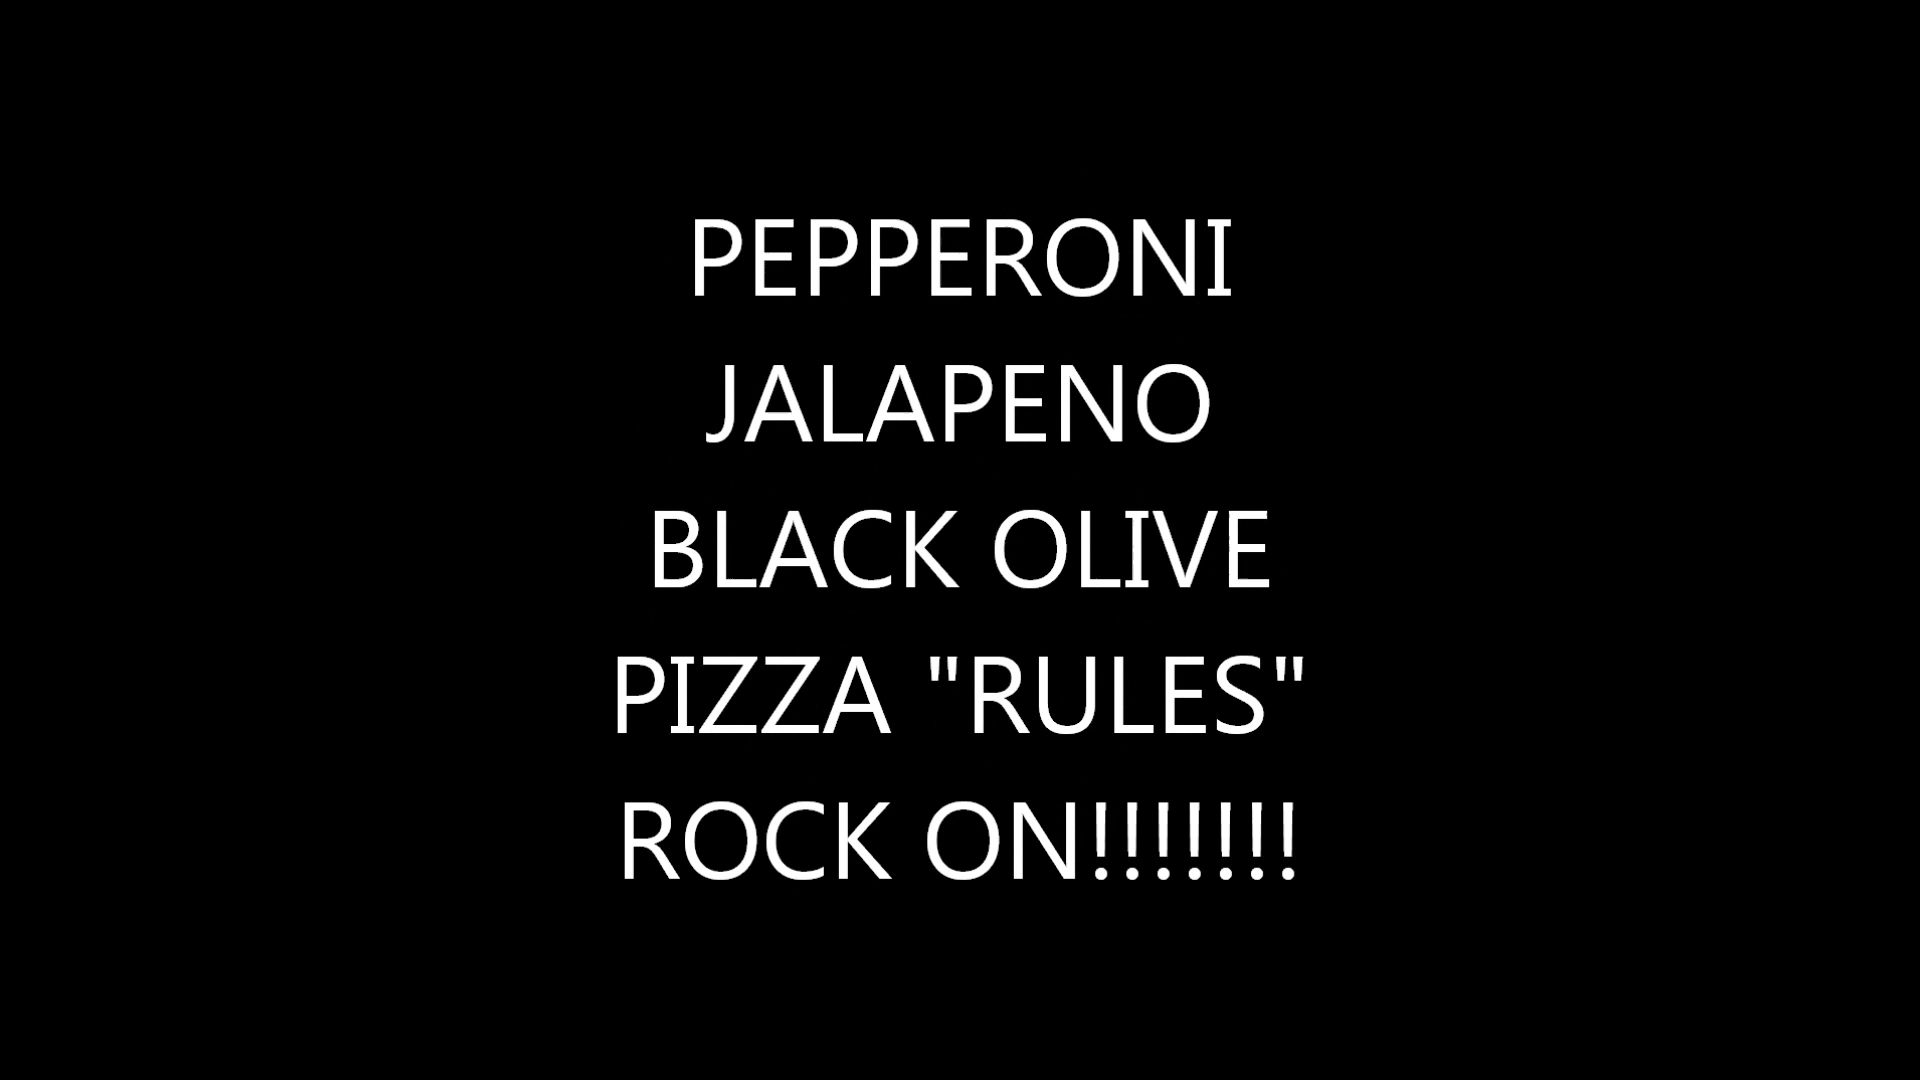 PEPPERONI
JALAPENO
BLACK OLIVE
PIZZA "RULES"
ROCK ON!!!!!!!